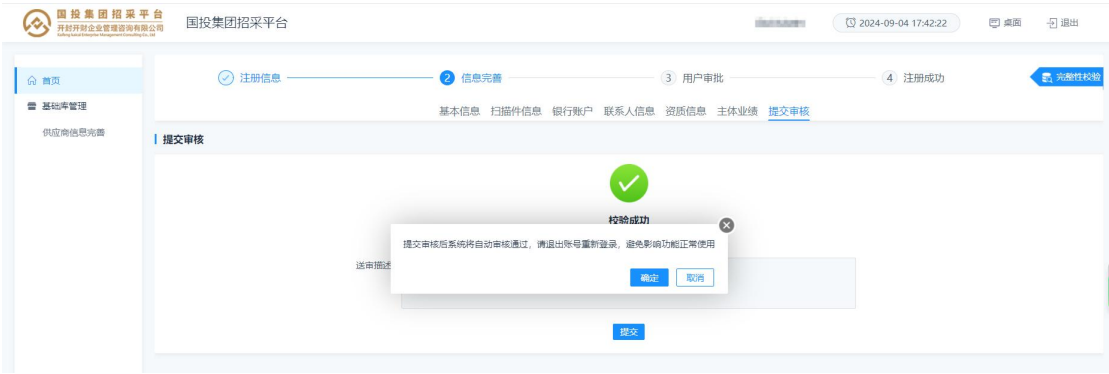 国投集团招采平台
开封开财企业管理咨询有限公司
国投集团招采平台
2024-09-04 17:42:22
桌面
退出
首页
基础库管理
供应商信息完善
注册信息
2 信息完善
3 用户审批
4 注册成功
完整性校验
基本信息 扫描件信息 银行账户 联系人信息 资质信息 主体业绩 提交审核
提交审核
校验成功
提交审核后系统将自动审核通过，请退出账号重新登录，避免影响功能正常使用
送审描述
确定
取消
提交